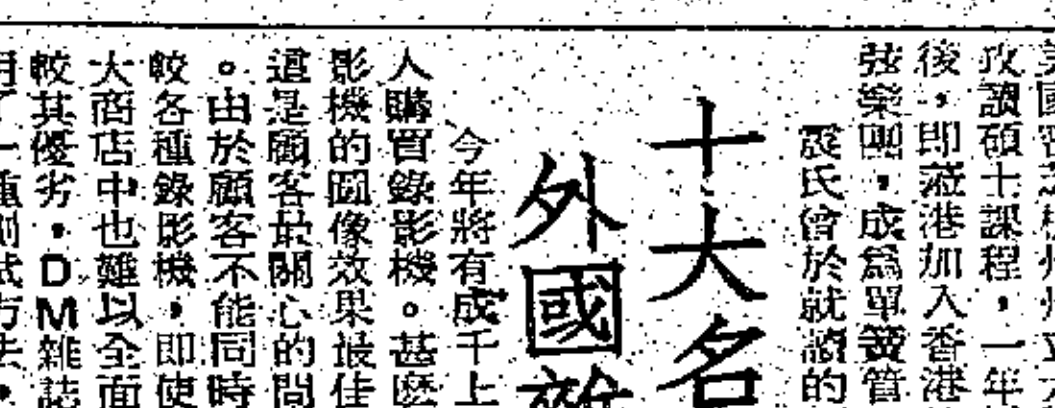 攻讀碩士課程，一年
後，即蒞港加入香港
弦樂團，成爲單簧管
氏曾於就讀的
十大名
外國雜
今年將有成千上
人購買錄影機。甚麼
影機的圖像效果最佳
這是顧客最關心的問
。由於顧客不能同時
較各種錄影機，即使
大商店中也難以全面
較其優劣，DM雜誌